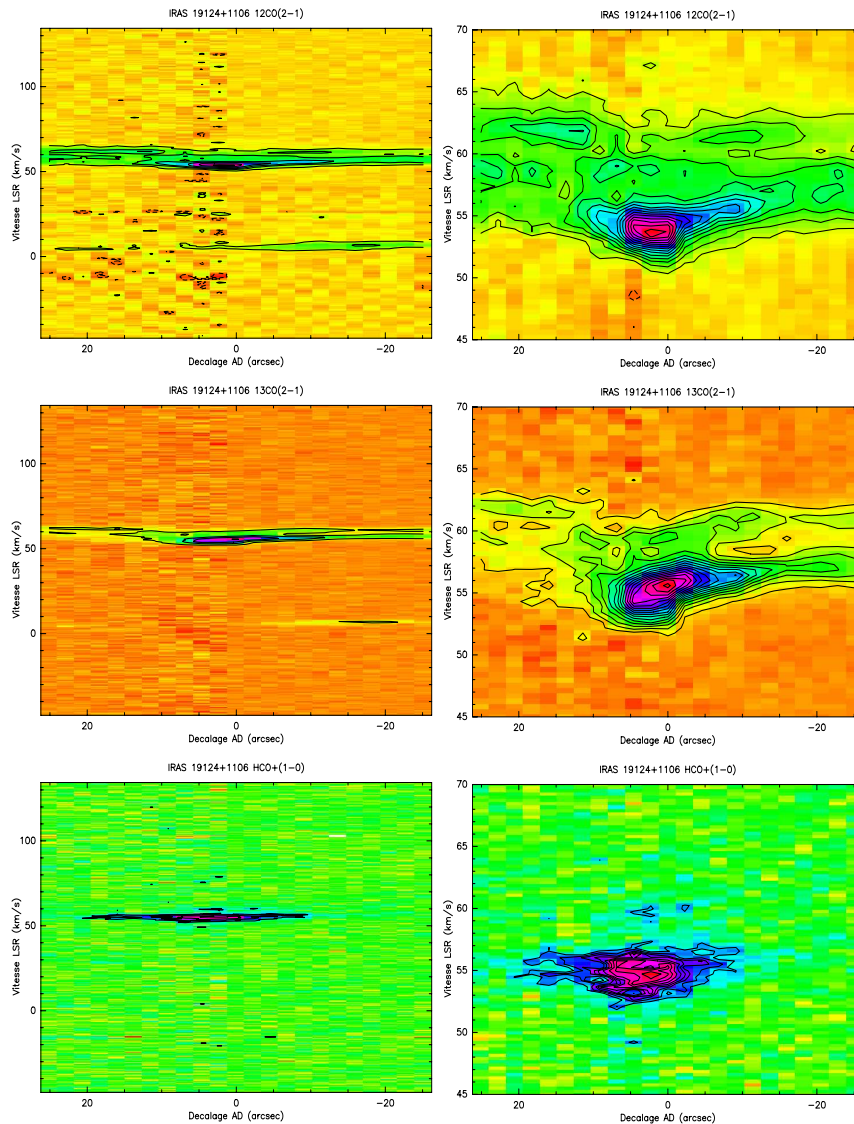 IRAS 19124+1106 12CO(2-1)
Vitesse LSR (km/s)
100
50
0
20
0
-20
Decalage AD (arcsec)
IRAS 19124+1106 12CO(2-1)
Vitesse LSR (km/s)
70
65
60
55
50
45
20
0
-20
Decalage AD (arcsec)
IRAS 19124+1106 13CO(2-1)
Vitesse LSR (km/s)
100
50
0
20
0
-20
Decalage AD (arcsec)
IRAS 19124+1106 13CO(2-1)
Vitesse LSR (km/s)
70
65
60
55
50
45
20
0
-20
Decalage AD (arcsec)
IRAS 19124+1106 HCO+(1-0)
Vitesse LSR (km/s)
100
50
0
20
0
-20
Decalage AD (arcsec)
IRAS 19124+1106 HCO+(1-0)
Vitesse LSR (km/s)
70
65
60
55
50
45
20
0
-20
Decalage AD (arcsec)